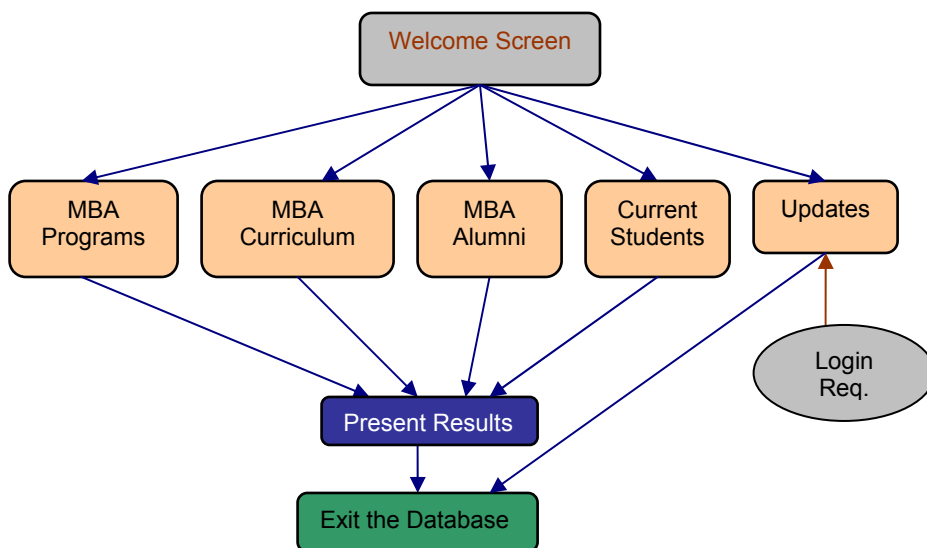 Welcome Screen
MBA
Programs
MBA
Curriculum
MBA
Alumni
Current
Students
Updates
Login
Req.
Present Results
Exit the Database